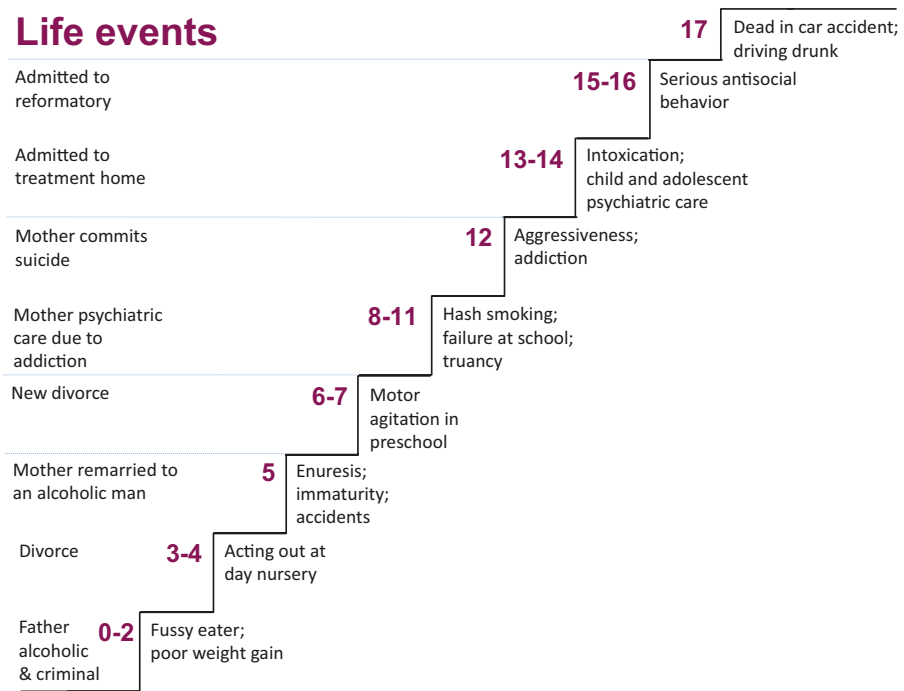 Life events
17
Dead in car accident;
driving drunk
Admitted to
reformatory
15-16
Serious antisocial
behavior
Admitted to
treatment home
13-14
Intoxication;
child and adolescent
psychiatric care
Mother commits
suicide
12
Aggressiveness;
addiction
Mother psychiatric
care due to
addiction
8-11
Hash smoking;
failure at school;
truancy
New divorce
6-7
Motor
agitation in
preschool
Mother remarried to
an alcoholic man
5
Enuresis;
immaturity;
accidents
Divorce
3-4
Acting out at
day nursery
Father
alcoholic
& criminal
0-2
Fussy eater;
poor weight gain